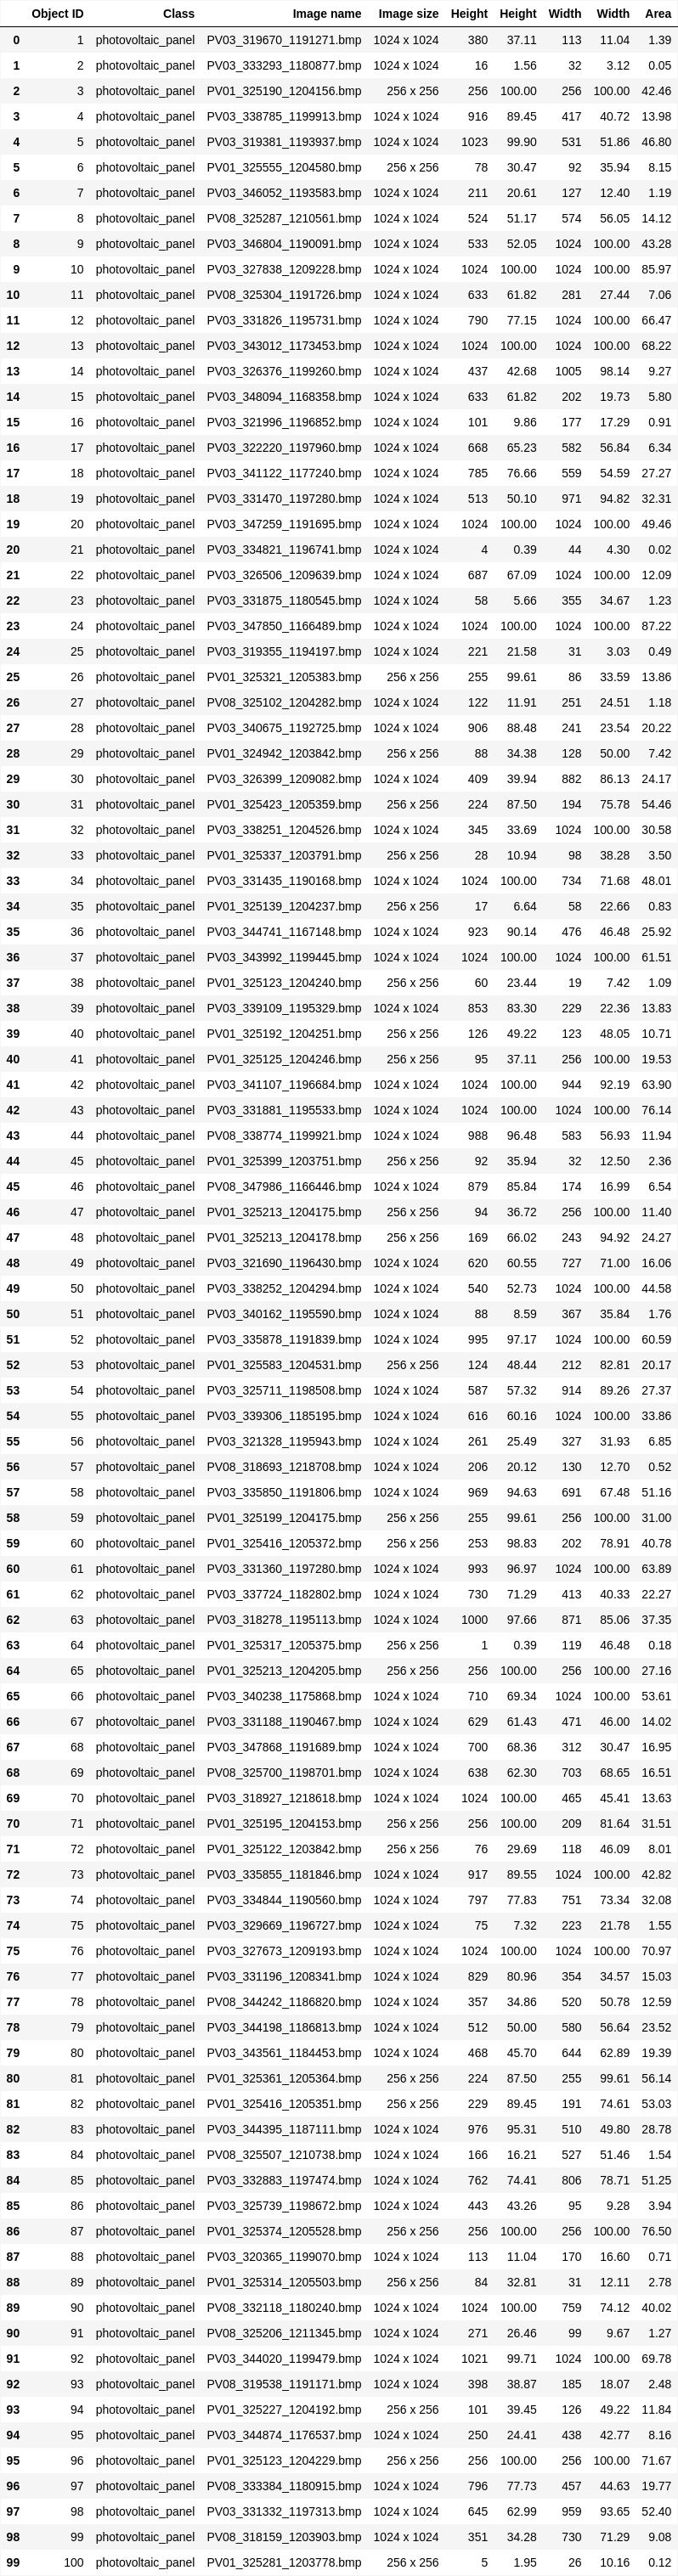 Object ID Class Image name Image size Height Height Width Width Area
0 1 photovoltaic_panel PV03_319670_1191271.bmp 1024 x 1024 380 37.11 113 11.04 1.39
1 2 photovoltaic_panel PV03_333293_1180877.bmp 1024 x 1024 16 1.56 32 3.12 0.05
2 3 photovoltaic_panel PV01_325190_1204156.bmp 256 x 256 256 100.00 256 100.00 42.46
3 4 photovoltaic_panel PV03_338785_1199913.bmp 1024 x 1024 916 89.45 417 40.72 13.98
4 5 photovoltaic_panel PV03_319381_1193937.bmp 1024 x 1024 1023 99.90 531 51.86 46.80
5 6 photovoltaic_panel PV01_325555_1204580.bmp 256 x 256 78 30.47 92 35.94 8.15
6 7 photovoltaic_panel PV03_346052_1193583.bmp 1024 x 1024 211 20.61 127 12.40 1.19
7 8 photovoltaic_panel PV08_325287_1210561.bmp 1024 x 1024 524 51.17 574 56.05 14.12
8 9 photovoltaic_panel PV03_346804_1190091.bmp 1024 x 1024 533 52.05 1024 100.00 43.28
9 10 photovoltaic_panel PV03_327838_1209228.bmp 1024 x 1024 1024 100.00 1024 100.00 85.97
10 11 photovoltaic_panel PV08_325304_1191726.bmp 1024 x 1024 633 61.82 281 27.44 7.06
11 12 photovoltaic_panel PV03_331826_1195731.bmp 1024 x 1024 790 77.15 1024 100.00 66.47
12 13 photovoltaic_panel PV03_343012_1173453.bmp 1024 x 1024 1024 100.00 1024 100.00 68.22
13 14 photovoltaic_panel PV03_326376_1199260.bmp 1024 x 1024 437 42.68 1005 98.14 9.27
14 15 photovoltaic_panel PV03_348094_1168358.bmp 1024 x 1024 633 61.82 202 19.73 5.80
15 16 photovoltaic_panel PV03_321996_1196852.bmp 1024 x 1024 101 9.86 177 17.29 0.91
16 17 photovoltaic_panel PV03_322220_1197960.bmp 1024 x 1024 668 65.23 582 56.84 6.34
17 18 photovoltaic_panel PV03_341122_1177240.bmp 1024 x 1024 785 76.66 559 54.59 27.27
18 19 photovoltaic_panel PV03_331470_1197280.bmp 1024 x 1024 513 50.10 971 94.82 32.31
19 20 photovoltaic_panel PV03_347259_1191695.bmp 1024 x 1024 1024 100.00 1024 100.00 49.46
20 21 photovoltaic_panel PV03_334821_1196741.bmp 1024 x 1024 4 0.39 44 4.30 0.02
21 22 photovoltaic_panel PV03_326506_1209639.bmp 1024 x 1024 687 67.09 1024 100.00 12.09
22 23 photovoltaic_panel PV03_331875_1180545.bmp 1024 x 1024 58 5.66 355 34.67 1.23
23 24 photovoltaic_panel PV03_347850_1166489.bmp 1024 x 1024 1024 100.00 1024 100.00 87.22
24 25 photovoltaic_panel PV03_319355_1194197.bmp 1024 x 1024 221 21.58 31 3.03 0.49
25 26 photovoltaic_panel PV01_325321_1205383.bmp 256 x 256 255 99.61 86 33.59 13.86
26 27 photovoltaic_panel PV08_325102_1204282.bmp 1024 x 1024 122 11.91 251 24.51 1.18
27 28 photovoltaic_panel PV03_340675_1192725.bmp 1024 x 1024 906 88.48 241 23.54 20.22
28 29 photovoltaic_panel PV01_324942_1203842.bmp 256 x 256 88 34.38 128 50.00 7.42
29 30 photovoltaic_panel PV03_326399_1209082.bmp 1024 x 1024 409 39.94 882 86.13 24.17
30 31 photovoltaic_panel PV01_325423_1205359.bmp 256 x 256 224 87.50 194 75.78 54.46
31 32 photovoltaic_panel PV03_338251_1204526.bmp 1024 x 1024 345 33.69 1024 100.00 30.58
32 33 photovoltaic_panel PV01_325337_1203791.bmp 256 x 256 28 10.94 98 38.28 3.50
33 34 photovoltaic_panel PV03_331435_1190168.bmp 1024 x 1024 1024 100.00 734 71.68 48.01
34 35 photovoltaic_panel PV01_325139_1204237.bmp 256 x 256 17 6.64 58 22.66 0.83
35 36 photovoltaic_panel PV03_344741_1167148.bmp 1024 x 1024 923 90.14 476 46.48 25.92
36 37 photovoltaic_panel PV03_343992_1199445.bmp 1024 x 1024 1024 100.00 1024 100.00 61.51
37 38 photovoltaic_panel PV01_325123_1204240.bmp 256 x 256 60 23.44 19 7.42 1.09
38 39 photovoltaic_panel PV03_339109_1195329.bmp 1024 x 1024 853 83.30 229 22.36 13.83
39 40 photovoltaic_panel PV01_325192_1204251.bmp 256 x 256 126 49.22 123 48.05 10.71
40 41 photovoltaic_panel PV01_325125_1204246.bmp 256 x 256 95 37.11 256 100.00 19.53
41 42 photovoltaic_panel PV03_341107_1196684.bmp 1024 x 1024 1024 100.00 944 92.19 63.90
42 43 photovoltaic_panel PV03_331881_1195533.bmp 1024 x 1024 1024 100.00 1024 100.00 76.14
43 44 photovoltaic_panel PV08_338774_1199921.bmp 1024 x 1024 988 96.48 583 56.93 11.94
44 45 photovoltaic_panel PV01_325399_1203751.bmp 256 x 256 92 35.94 32 12.50 2.36
45 46 photovoltaic_panel PV08_347986_1166446.bmp 1024 x 1024 879 85.84 174 16.99 6.54
46 47 photovoltaic_panel PV01_325213_1204175.bmp 256 x 256 94 36.72 256 100.00 11.40
47 48 photovoltaic_panel PV01_325213_1204178.bmp 256 x 256 169 66.02 243 94.92 24.27
48 49 photovoltaic_panel PV03_321690_1196430.bmp 1024 x 1024 620 60.55 727 71.00 16.06
49 50 photovoltaic_panel PV03_338252_1204294.bmp 1024 x 1024 540 52.73 1024 100.00 44.58
50 51 photovoltaic_panel PV03_340162_1195590.bmp 1024 x 1024 88 8.59 367 35.84 1.76
51 52 photovoltaic_panel PV03_335878_1191839.bmp 1024 x 1024 995 97.17 1024 100.00 60.59
52 53 photovoltaic_panel PV01_325583_1204531.bmp 256 x 256 124 48.44 212 82.81 20.17
53 54 photovoltaic_panel PV03_325711_1198508.bmp 1024 x 1024 587 57.32 914 89.26 27.37
54 55 photovoltaic_panel PV03_339306_1185195.bmp 1024 x 1024 616 60.16 1024 100.00 33.86
55 56 photovoltaic_panel PV03_321328_1195943.bmp 1024 x 1024 261 25.49 327 31.93 6.85
56 57 photovoltaic_panel PV08_318693_1218708.bmp 1024 x 1024 206 20.12 130 12.70 0.52
57 58 photovoltaic_panel PV03_335850_1191806.bmp 1024 x 1024 969 94.63 691 67.48 51.16
58 59 photovoltaic_panel PV01_325199_1204175.bmp 256 x 256 255 99.61 256 100.00 31.00
59 60 photovoltaic_panel PV01_325416_1205372.bmp 256 x 256 253 98.83 202 78.91 40.78
60 61 photovoltaic_panel PV03_331360_1197280.bmp 1024 x 1024 993 96.97 1024 100.00 63.89
61 62 photovoltaic_panel PV03_337724_1182802.bmp 1024 x 1024 730 71.29 413 40.33 22.27
62 63 photovoltaic_panel PV03_318278_1195113.bmp 1024 x 1024 1000 97.66 871 85.06 37.35
63 64 photovoltaic_panel PV01_325317_1205375.bmp 256 x 256 1 0.39 119 46.48 0.18
64 65 photovoltaic_panel PV01_325213_1204205.bmp 256 x 256 256 100.00 256 100.00 27.16
65 66 photovoltaic_panel PV03_340238_1175868.bmp 1024 x 1024 710 69.34 1024 100.00 53.61
66 67 photovoltaic_panel PV03_331188_1190467.bmp 1024 x 1024 629 61.43 471 46.00 14.02
67 68 photovoltaic_panel PV03_347868_1191689.bmp 1024 x 1024 700 68.36 312 30.47 16.95
68 69 photovoltaic_panel PV08_325700_1198701.bmp 1024 x 1024 638 62.30 703 68.65 16.51
69 70 photovoltaic_panel PV03_318927_1218618.bmp 1024 x 1024 1024 100.00 465 45.41 13.63
70 71 photovoltaic_panel PV01_325195_1204153.bmp 256 x 256 256 100.00 209 81.64 31.51
71 72 photovoltaic_panel PV01_325122_1203842.bmp 256 x 256 76 29.69 118 46.09 8.01
72 73 photovoltaic_panel PV03_335855_1181846.bmp 1024 x 1024 917 89.55 1024 100.00 42.82
73 74 photovoltaic_panel PV03_334844_1190560.bmp 1024 x 1024 797 77.83 751 73.34 32.08
74 75 photovoltaic_panel PV03_329669_1196727.bmp 1024 x 1024 75 7.32 223 21.78 1.55
75 76 photovoltaic_panel PV03_327673_1209193.bmp 1024 x 1024 1024 100.00 1024 100.00 70.97
76 77 photovoltaic_panel PV03_331196_1208341.bmp 1024 x 1024 829 80.96 354 34.57 15.03
77 78 photovoltaic_panel PV08_344242_1186820.bmp 1024 x 1024 357 34.86 520 50.78 12.59
78 79 photovoltaic_panel PV03_344198_1186813.bmp 1024 x 1024 512 50.00 580 56.64 23.52
79 80 photovoltaic_panel PV03_343561_1184453.bmp 1024 x 1024 468 45.70 644 62.89 19.39
80 81 photovoltaic_panel PV01_325361_1205364.bmp 256 x 256 224 87.50 255 99.61 56.14
81 82 photovoltaic_panel PV01_325416_1205351.bmp 256 x 256 229 89.45 191 74.61 53.03
82 83 photovoltaic_panel PV03_344395_1187111.bmp 1024 x 1024 976 95.31 510 49.80 28.78
83 84 photovoltaic_panel PV08_325507_1210738.bmp 1024 x 1024 166 16.21 527 51.46 1.54
84 85 photovoltaic_panel PV03_332883_1197474.bmp 1024 x 1024 762 74.41 806 78.71 51.25
85 86 photovoltaic_panel PV03_325739_1198672.bmp 1024 x 1024 443 43.26 95 9.28 3.94
86 87 photovoltaic_panel PV01_325374_1205528.bmp 256 x 256 256 100.00 256 100.00 76.50
87 88 photovoltaic_panel PV03_320365_1199070.bmp 1024 x 1024 113 11.04 170 16.60 0.71
88 89 photovoltaic_panel PV01_325314_1205503.bmp 256 x 256 84 32.81 31 12.11 2.78
89 90 photovoltaic_panel PV08_332118_1180240.bmp 1024 x 1024 1024 100.00 759 74.12 40.02
90 91 photovoltaic_panel PV08_325206_1211345.bmp 1024 x 1024 271 26.46 99 9.67 1.27
91 92 photovoltaic_panel PV03_344020_1199479.bmp 1024 x 1024 1021 99.71 1024 100.00 69.78
92 93 photovoltaic_panel PV08_319538_1191171.bmp 1024 x 1024 398 38.87 185 18.07 2.48
93 94 photovoltaic_panel PV01_325227_1204192.bmp 256 x 256 101 39.45 126 49.22 11.84
94 95 photovoltaic_panel PV03_344874_1176537.bmp 1024 x 1024 250 24.41 438 42.77 8.16
95 96 photovoltaic_panel PV01_325123_1204229.bmp 256 x 256 256 100.00 256 100.00 71.67
96 97 photovoltaic_panel PV08_333384_1180915.bmp 1024 x 1024 796 77.73 457 44.63 19.77
97 98 photovoltaic_panel PV03_331332_1197313.bmp 1024 x 1024 645 62.99 959 93.65 52.40
98 99 photovoltaic_panel PV08_318159_1203903.bmp 1024 x 1024 351 34.28 730 71.29 9.08
99 100 photovoltaic_panel PV01_325281_1203778.bmp 256 x 256 5 1.95 26 10.16 0.12